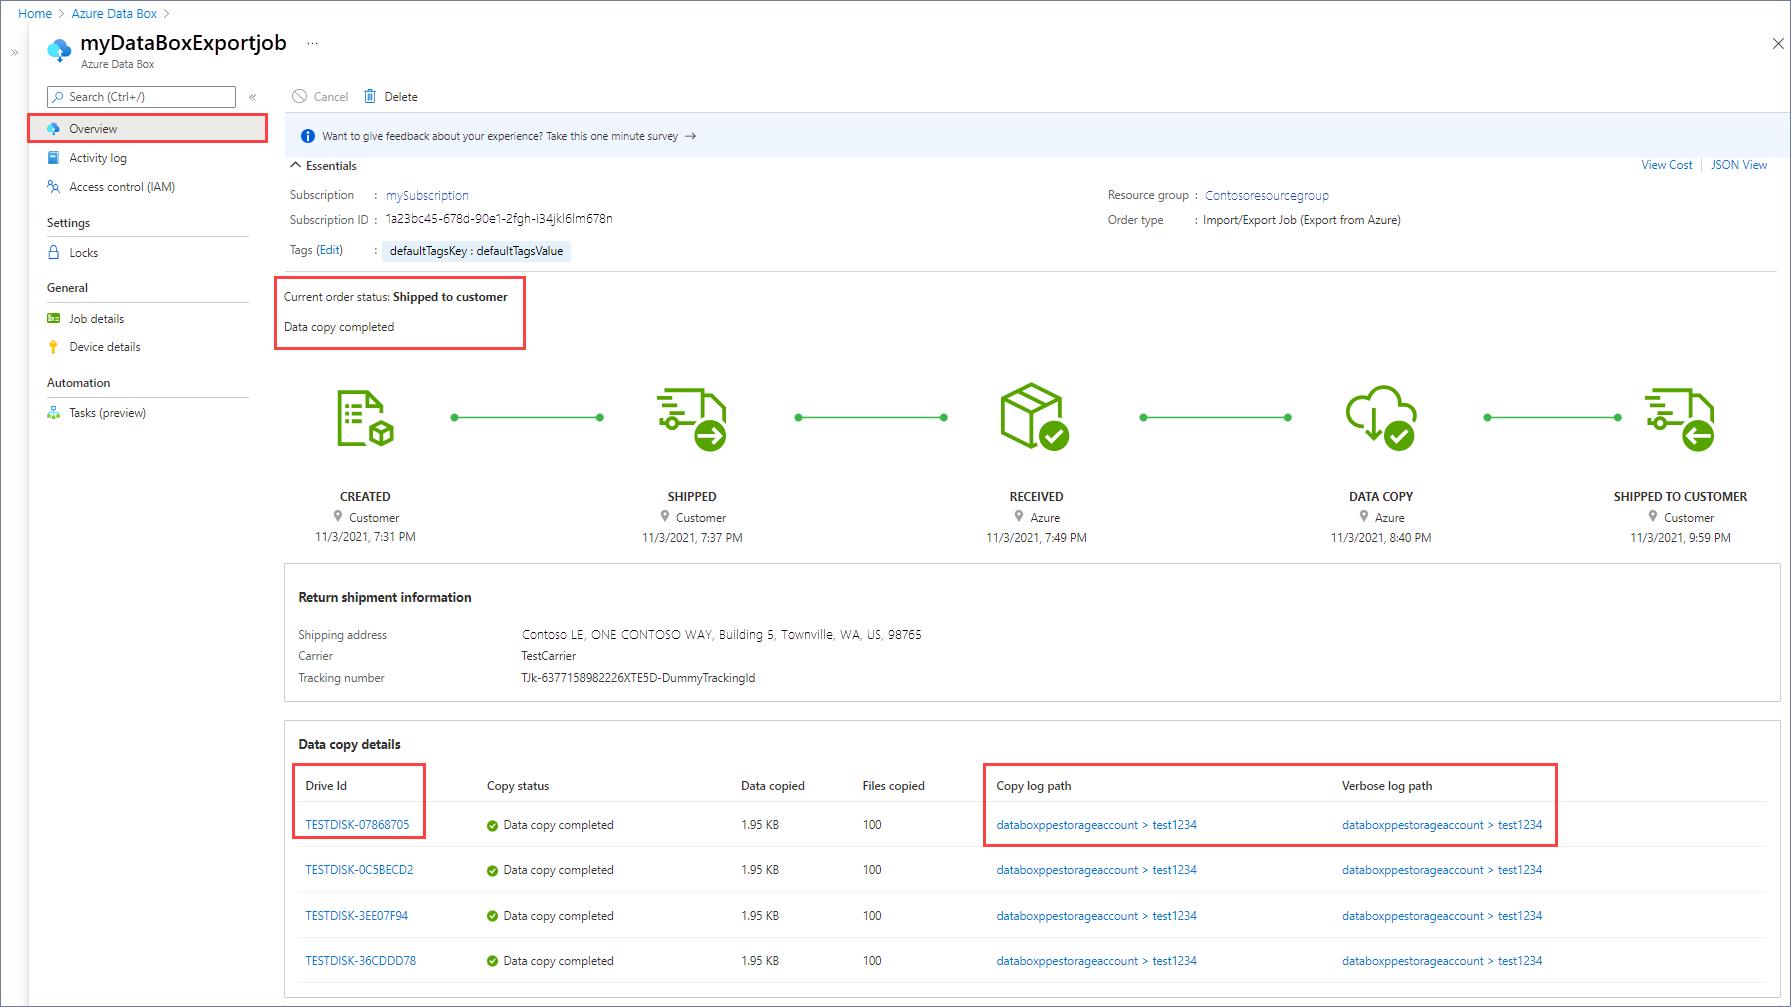 Home > Azure Data Box >
myDataBoxExportjob ...
Azure Data Box
Search (Ctrl+/)
Overview
Activity log
Access control (IAM)
Settings
Locks
General
Job details
Device details
Automation
Tasks (preview)
Cancel Delete
Want to give feedback about your experience? Take this one minute survey →
Essentials
View Cost JSON View
Subscription : mySubscription
Resource group : Contosoresourcegroup
Subscription ID : 1a23bc45-678d-90e1-2fgh-i34jkl6lm678n
Order type : Import/Export Job (Export from Azure)
Tags (Edit) : defaultTagsKey : defaultTagsValue
Current order status: Shipped to customer
Data copy completed
CREATED SHIPPED RECEIVED DATA COPY SHIPPED TO CUSTOMER
Customer Customer Azure Azure Customer
11/3/2021, 7:31 PM 11/3/2021, 7:37 PM 11/3/2021, 7:49 PM 11/3/2021, 8:40 PM 11/3/2021, 9:59 PM
Return shipment information
Shipping address Contoso LE, ONE CONTOSO WAY, Building 5, Townville, WA, US, 98765
Carrier TestCarrier
Tracking number TJk-6377158982226XTE5D-DummyTrackingId
Data copy details
Drive Id Copy status Data copied Files copied Copy log path Verbose log path
TESTDISK-07868705 Data copy completed 1.95 KB 100 databoxppestorageaccount > test1234 databoxppestorageaccount > test1234
TESTDISK-0C5BECD2 Data copy completed 1.95 KB 100 databoxppestorageaccount > test1234 databoxppestorageaccount > test1234
TESTDISK-3EE07F94 Data copy completed 1.95 KB 100 databoxppestorageaccount > test1234 databoxppestorageaccount > test1234
TESTDISK-36CDDD78 Data copy completed 1.95 KB 100 databoxppestorageaccount > test1234 databoxppestorageaccount > test1234